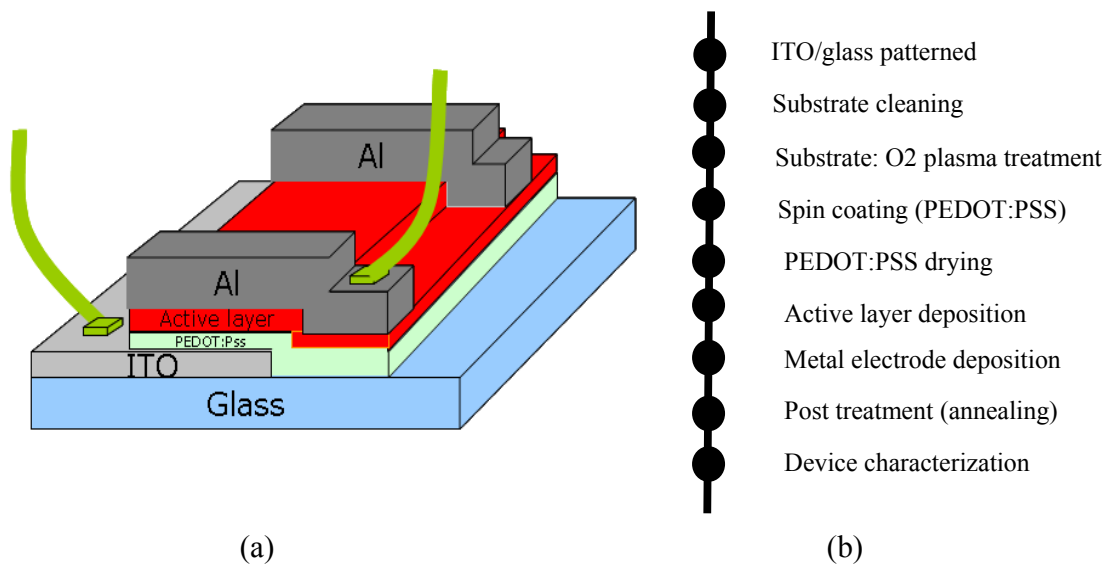 Al
Al
Active layer
PEDOT:Pss
ITO
Glass
(a)
ITO/glass patterned
Substrate cleaning
Substrate: O2 plasma treatment
Spin coating (PEDOT:PSS)
PEDOT:PSS drying
Active layer deposition
Metal electrode deposition
Post treatment (annealing)
Device characterization
(b)